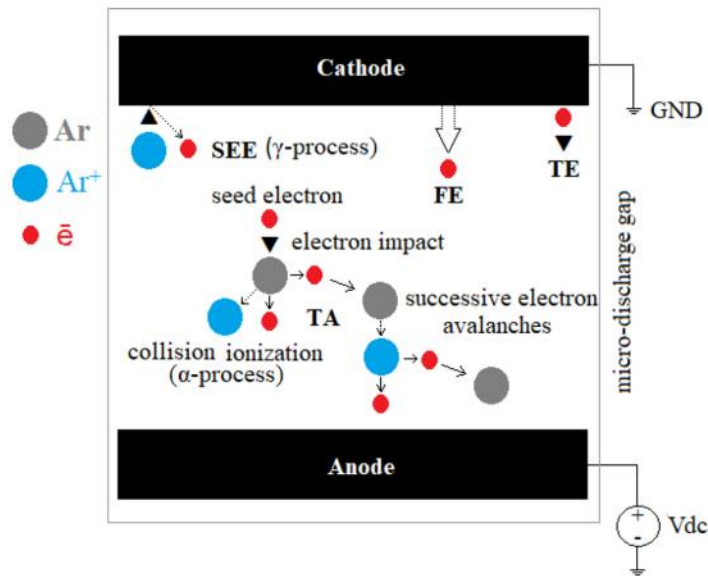 Cathode
GND
Ar
Ar⁺
ē
SEE (γ-process)
FE
TE
seed electron
electron impact
TA
successive electron
avalanches
collision ionization
(α-process)
micro-discharge gap
Anode
+
-
Vdc